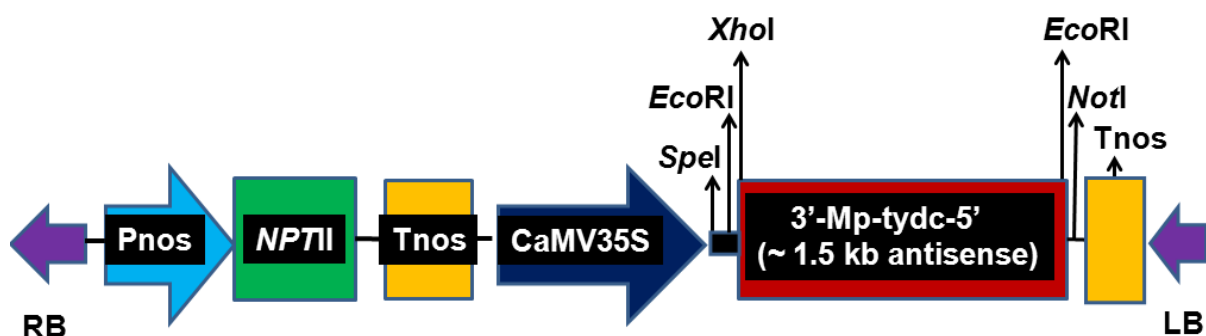 XhoI
EcoRI
EcoRI
NotI
SpeI
Tnos
Pnos
NPTII
Tnos
CaMV35S
3’-Mp-tydc-5’
(~ 1.5 kb antisense)
RB
LB